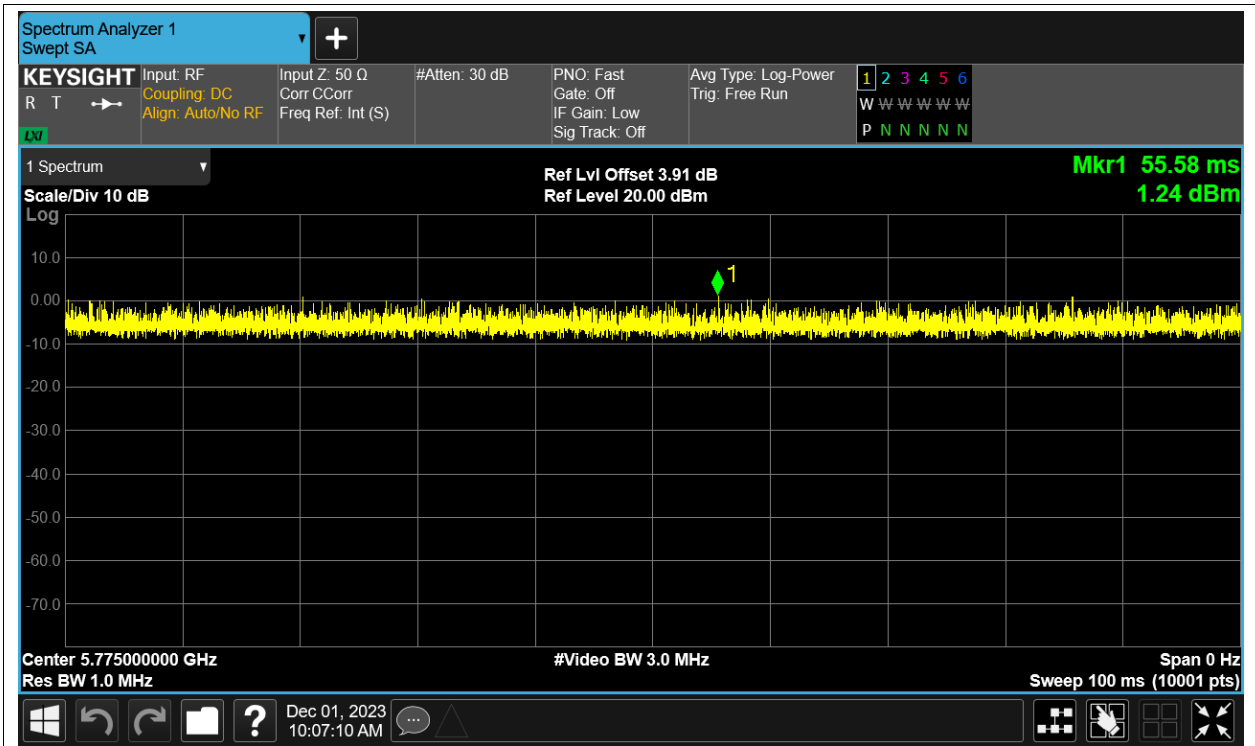 Spectrum Analyzer 1
Swept SA
KEYSIGHT
R T
LXI
Input: RF
Coupling: DC
Align: Auto/No RF
Input Z: 50 Ω
Corr CCorr
Freq Ref: Int (S)
#Atten: 30 dB
PNO: Fast
Gate: Off
IF Gain: Low
Sig Track: Off
Avg Type: Log-Power
Trig: Free Run
1 2 3 4 5 6
W W W W W W
P N N N N N
1 Spectrum
Scale/Div 10 dB
Log
Ref Lvl Offset 3.91 dB
Ref Level 20.00 dBm
Mkr1 55.58 ms
1.24 dBm
10.0
1
0.00
-10.0
-20.0
-30.0
-40.0
-50.0
-60.0
-70.0
Center 5.775000000 GHz
Res BW 1.0 MHz
#Video BW 3.0 MHz
Span 0 Hz
Sweep 100 ms (10001 pts)
?
Dec 01, 2023
10:07:10 AM